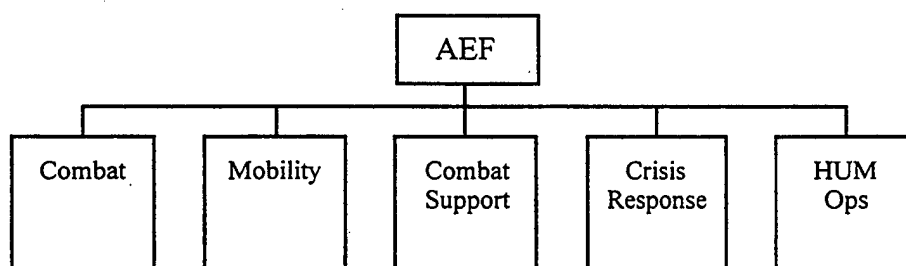 AEF
Combat
Mobility
Combat
Support
Crisis
Response
HUM
Ops